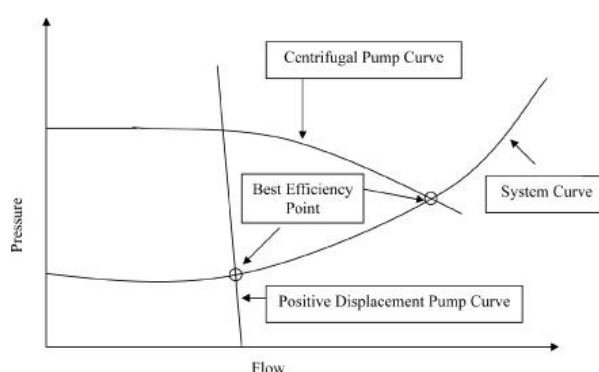 Centrifugal Pump Curve
Best Efficiency
Point
System Curve
Pressure
Positive Displacement Pump Curve
Flow